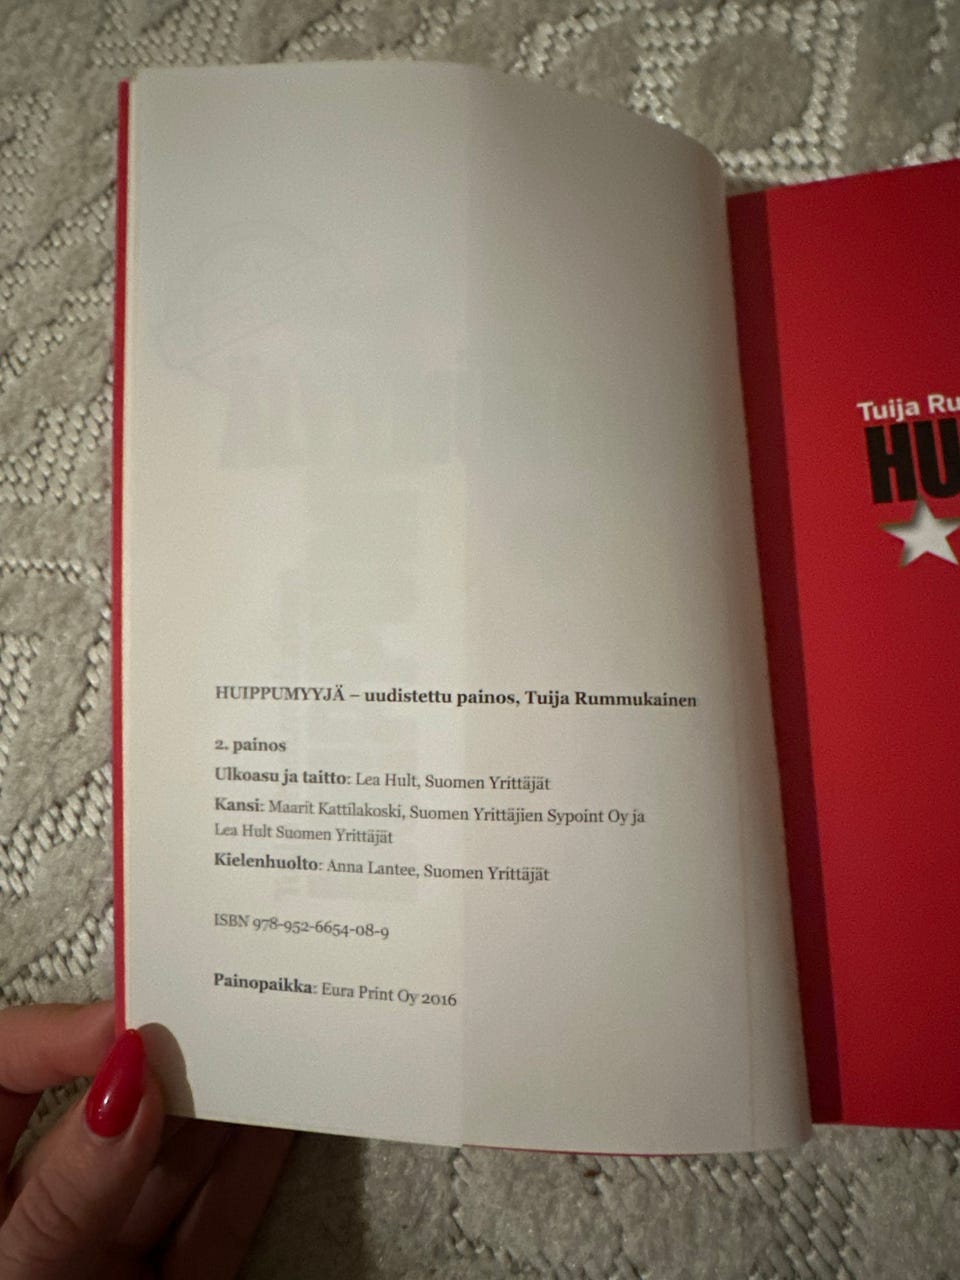 HUIPPUMYYJÄ – uudistettu painos, Tuija Rummukainen
2. painos
Ulkoasu ja taitto: Lea Hult, Suomen Yrittäjät
Kansi: Maarit Kattilakoski, Suomen Yrittäjien Sypoint Oy ja
Lea Hult Suomen Yrittäjät
Kielenhuolto: Anna Lantee, Suomen Yrittäjät
ISBN 978-952-6654-08-9
Painopaikka: Eura Print Oy 2016
Tuija Ru
HU